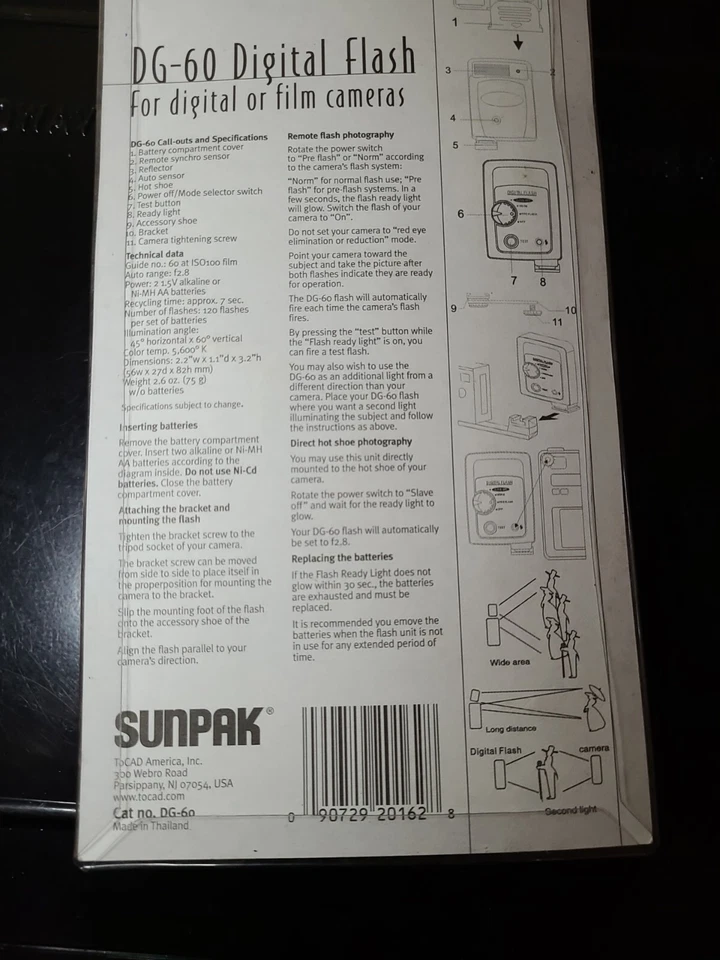 DG-60 Digital Flash
For digital or film cameras
DG-60 Call-outs and Specifications
1. Battery compartment cover
2. Remote synchro sensor
3. Reflector
4. Auto sensor
5. Hot shoe
6. Power off/Mode selector switch
7. Test button
8. Ready light
9. Accessory shoe
10. Bracket
11. Camera tightening screw
Technical data
Guide no.: 60 at ISO100 film
Auto range: f2.8
Power: 2 1.5V alkaline or
Ni-MH AA batteries
Recycling time: approx. 7 sec.
Number of flashes: 120 flashes
per set of batteries
Illumination angle:
45° horizontal x 60° vertical
Color temp. 5,600° K
Dimensions: 2.2"w x 1.1"d x 3.2"h
(56w x 27d x 82h mm)
Weight 2.6 oz. (75 g)
w/o batteries
Specifications subject to change.
Inserting batteries
Remove the battery compartment
cover. Insert two alkaline or Ni-MH
AA batteries according to the
diagram inside. Do not use Ni-Cd
batteries. Close the battery
compartment cover.
Attaching the bracket and
mounting the flash
Tighten the bracket screw to the
tripod socket of your camera.
The bracket screw can be moved
from side to side to place itself in
the properposition for mounting the
camera to the bracket.
Slip the mounting foot of the flash
onto the accessory shoe of the
bracket.
Align the flash parallel to your
camera's direction.
Remote flash photography
Rotate the power switch
to "Pre flash" or "Norm" according
to the camera's flash system:
"Norm" for normal flash use; "Pre
flash" for pre-flash systems. In a
few seconds, the flash ready light
will glow. Switch the flash of your
camera to "On".
Do not set your camera to "red eye
elimination or reduction" mode.
Point your camera toward the
subject and take the picture after
both flashes indicate they are ready
for operation.
The DG-60 flash will automatically
fire each time the camera's flash
fires.
By pressing the "test" button while
the "Flash ready light" is on, you
can fire a test flash.
You may also wish to use the
DG-60 as an additional light from a
different direction than your
camera. Place your DG-60 flash
where you want a second light
illuminating the subject and follow
the instructions as above.
Direct hot shoe photography
You may use this unit directly
mounted to the hot shoe of your
camera.
Rotate the power switch to "Slave
off" and wait for the ready light to
glow.
Your DG-60 flash will automatically
be set to f2.8.
Replacing the batteries
If the Flash Ready Light does not
glow within 30 sec., the batteries
are exhausted and must be
replaced.
It is recommended you emove the
batteries when the flash unit is not
in use for any extended period of
time.
1
3
2
4
5
DIGITAL FLASH
6
TEST
7
8
9
10
11
Wide area
Long distance
Digital Flash
camera
Second light
SUNPAK®
ToCAD America, Inc.
300 Webro Road
Parsippany, NJ 07054, USA
www.tocad.com
Cat no. DG-60
Made in Thailand
0 90729 20162 8